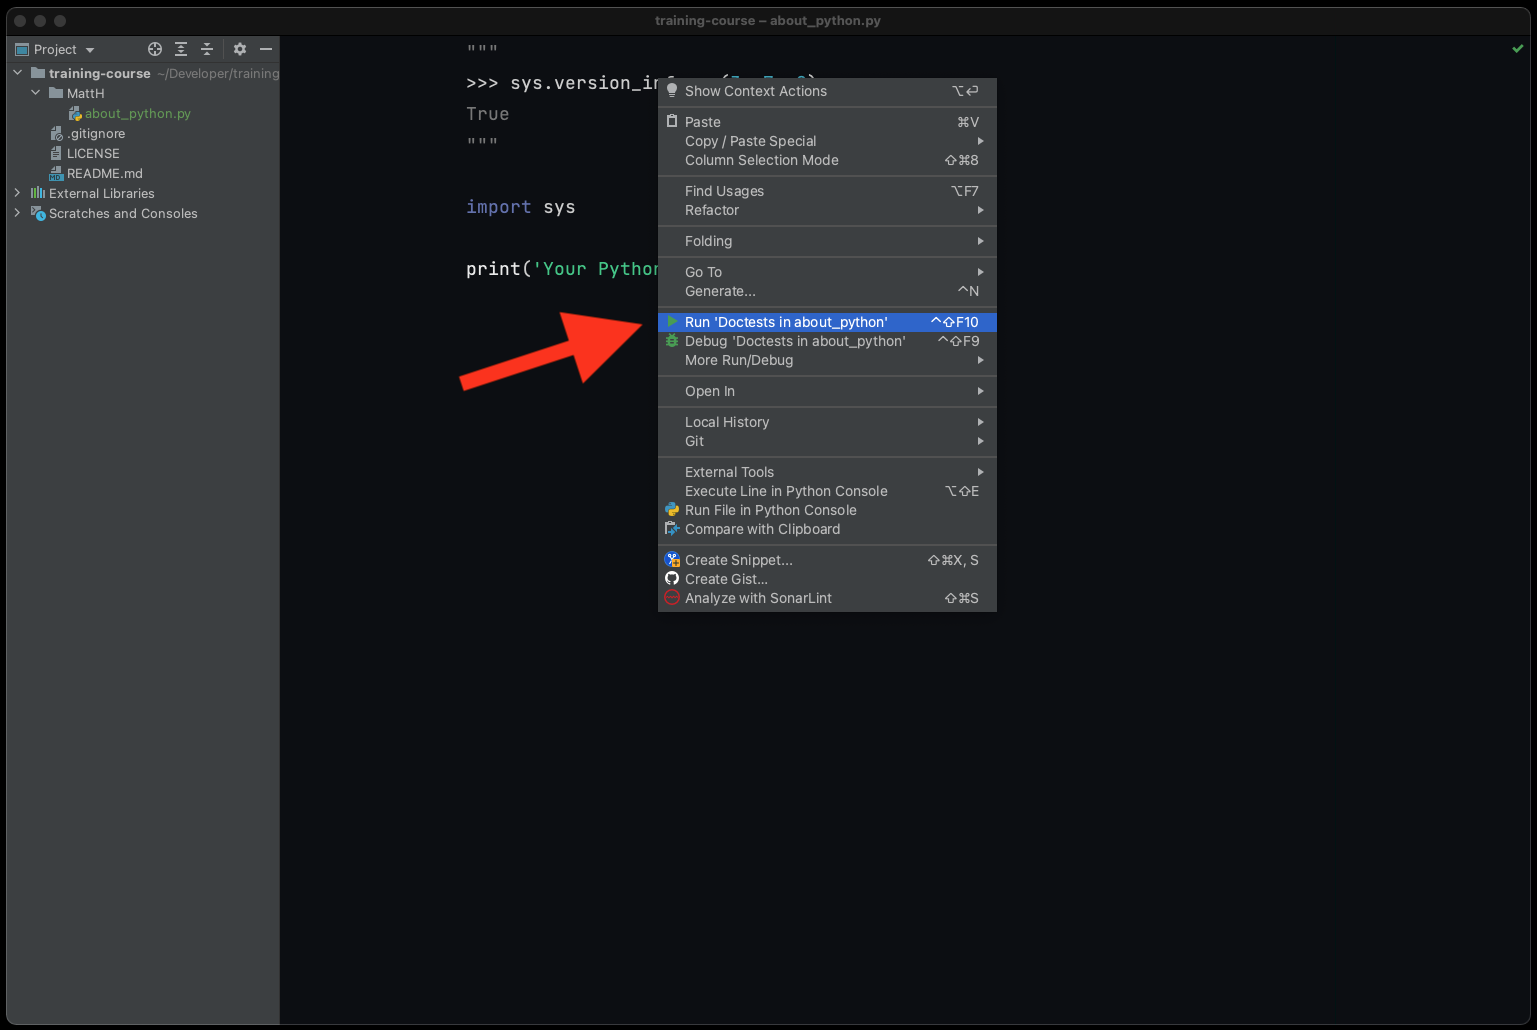 training-course – about_python.py
Project
training-course ~/Developer/training
MattH
about_python.py
.gitignore
LICENSE
README.md
External Libraries
Scratches and Consoles
"""
>>> sys.version_in
True
"""
import sys
print('Your Python
Show Context Actions ⌥⏎
Paste ⌘V
Copy / Paste Special
Column Selection Mode ⇧⌘8
Find Usages ⌥F7
Refactor
Folding
Go To
Generate... ^N
Run 'Doctests in about_python' ^⇧F10
Debug 'Doctests in about_python' ^⇧F9
More Run/Debug
Open In
Local History
Git
External Tools
Execute Line in Python Console ⌥⇧E
Run File in Python Console
Compare with Clipboard
Create Snippet... ⇧⌘X, S
Create Gist...
Analyze with SonarLint ⇧⌘S